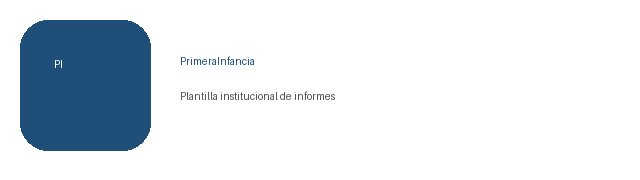 PI
PrimeraInfancia
Plantilla institucional de informes